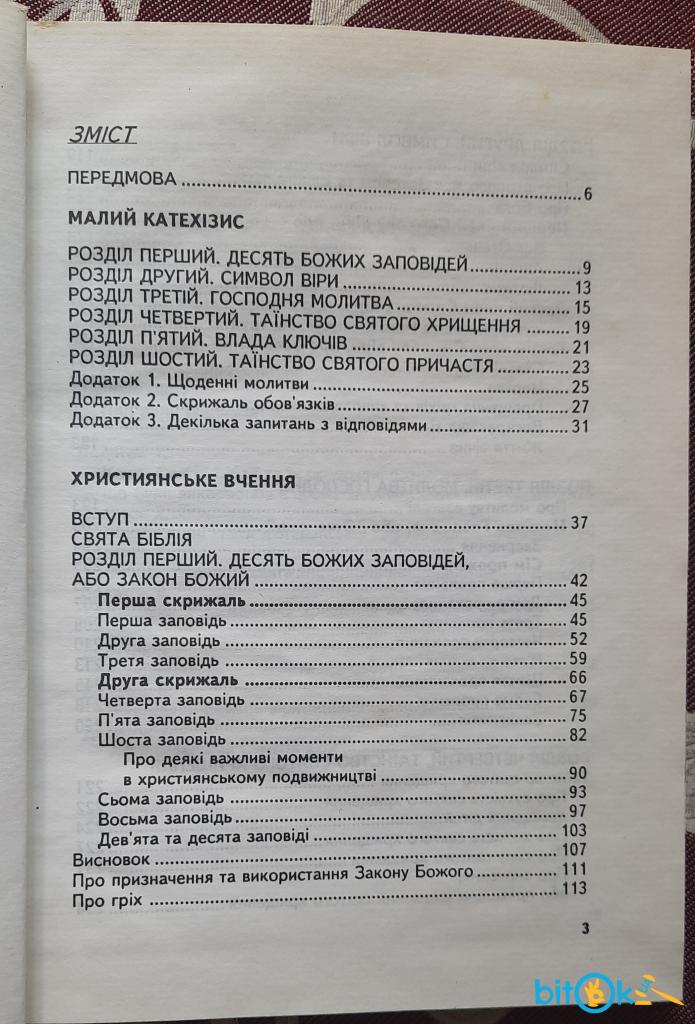 ЗМІСТ
ПЕРЕДМОВА ..... 6
МАЛИЙ КАТЕХІЗИС
РОЗДІЛ ПЕРШИЙ. ДЕСЯТЬ БОЖИХ ЗАПОВІДЕЙ ..... 9
РОЗДІЛ ДРУГИЙ. СИМВОЛ ВІРИ ..... 13
РОЗДІЛ ТРЕТІЙ. ГОСПОДНЯ МОЛИТВА ..... 15
РОЗДІЛ ЧЕТВЕРТИЙ. ТАЇНСТВО СВЯТОГО ХРИЩЕННЯ ..... 19
РОЗДІЛ П'ЯТИЙ. ВЛАДА КЛЮЧІВ ..... 21
РОЗДІЛ ШОСТИЙ. ТАЇНСТВО СВЯТОГО ПРИЧАСТЯ ..... 23
Додаток 1. Щоденні молитви ..... 25
Додаток 2. Скрижаль обов'язків ..... 27
Додаток 3. Декілька запитань з відповідями ..... 31
ХРИСТИЯНСЬКЕ ВЧЕННЯ
ВСТУП ..... 37
СВЯТА БІБЛІЯ
РОЗДІЛ ПЕРШИЙ. ДЕСЯТЬ БОЖИХ ЗАПОВІДЕЙ,
АБО ЗАКОН БОЖИЙ ..... 42
Перша скрижаль ..... 45
Перша заповідь ..... 45
Друга заповідь ..... 52
Третя заповідь ..... 59
Друга скрижаль ..... 66
Четверта заповідь ..... 67
П'ята заповідь ..... 75
Шоста заповідь ..... 82
Про деякі важливі моменти
в християнському подвижництві ..... 90
Сьома заповідь ..... 93
Восьма заповідь ..... 97
Дев'ята та десята заповіді ..... 103
Висновок ..... 107
Про призначення та використання Закону Божого ..... 111
Про гріх ..... 113
3
bitOk
UA